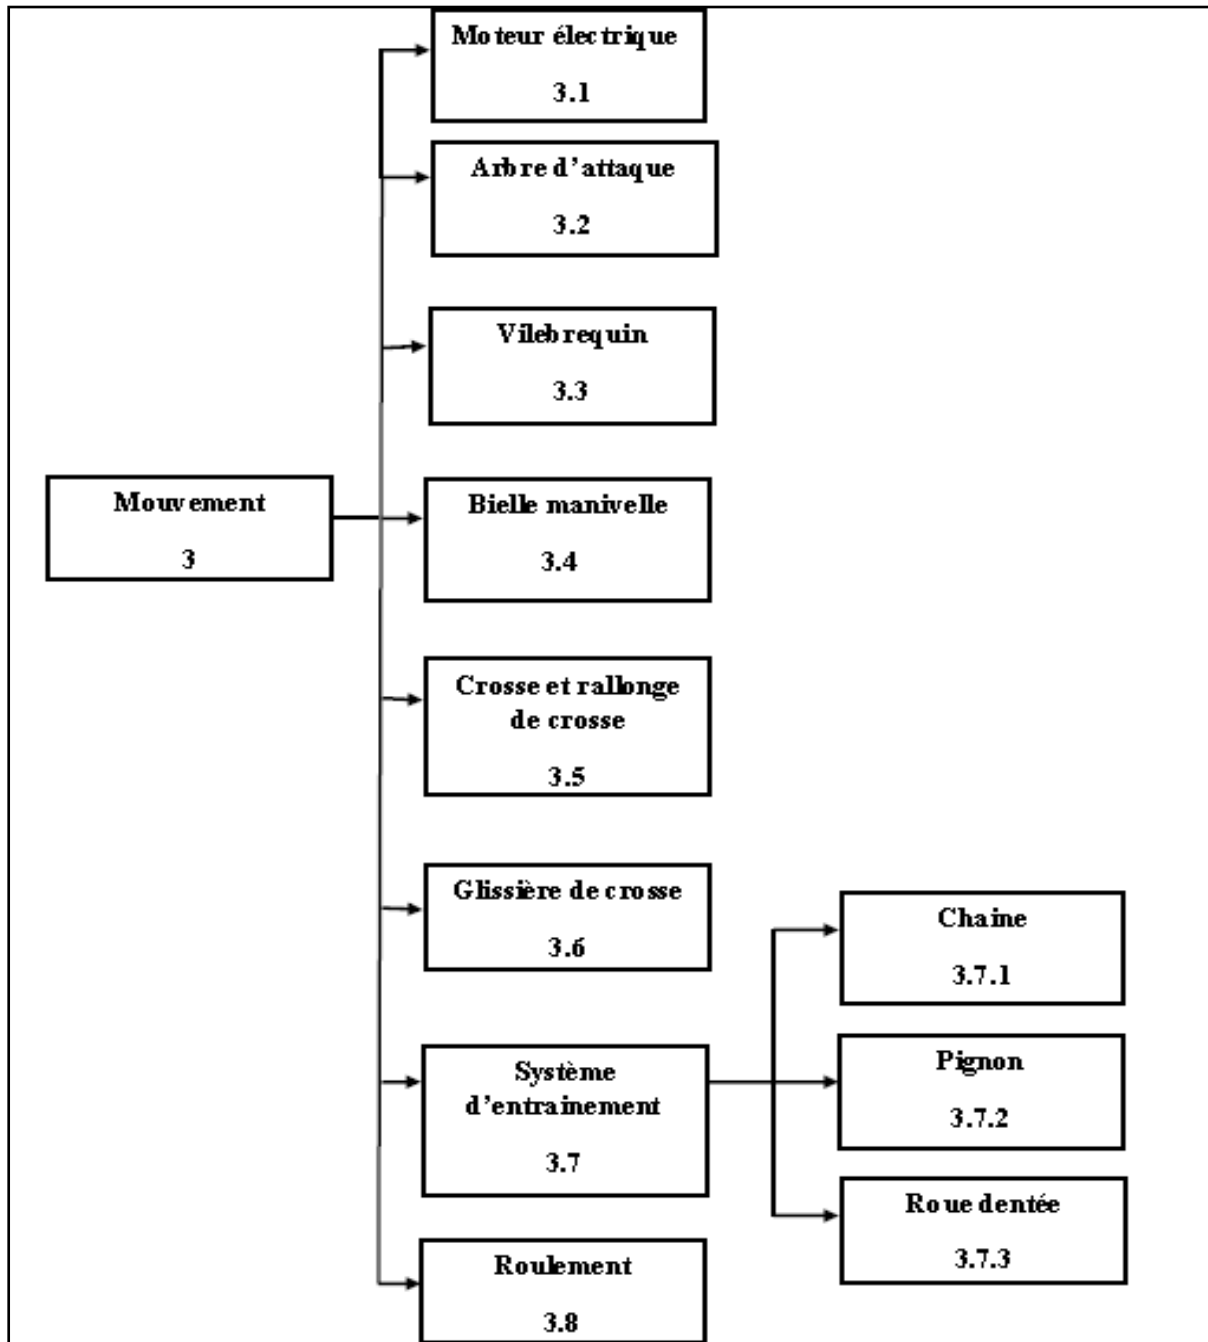 Moteur électrique
3.1
Arbre d’attaque
3.2
Vilebrequin
3.3
Mouvement
3
Bielle manivelle
3.4
Crosse et rallonge
de crosse
3.5
Glissière de crosse
3.6
Système
d’entrainement
3.7
Chaine
3.7.1
Pignon
3.7.2
Roue dentée
3.7.3
Roulement
3.8